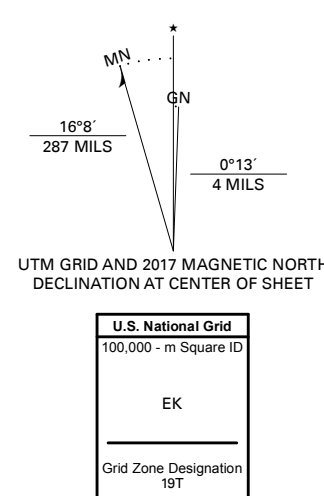 ★
MN
GN
16°8´
287 MILS
0°13´
4 MILS
UTM GRID AND 2017 MAGNETIC NORTH
DECLINATION AT CENTER OF SHEET
U.S. National Grid
100,000 - m Square ID
EK
Grid Zone Designation
19T